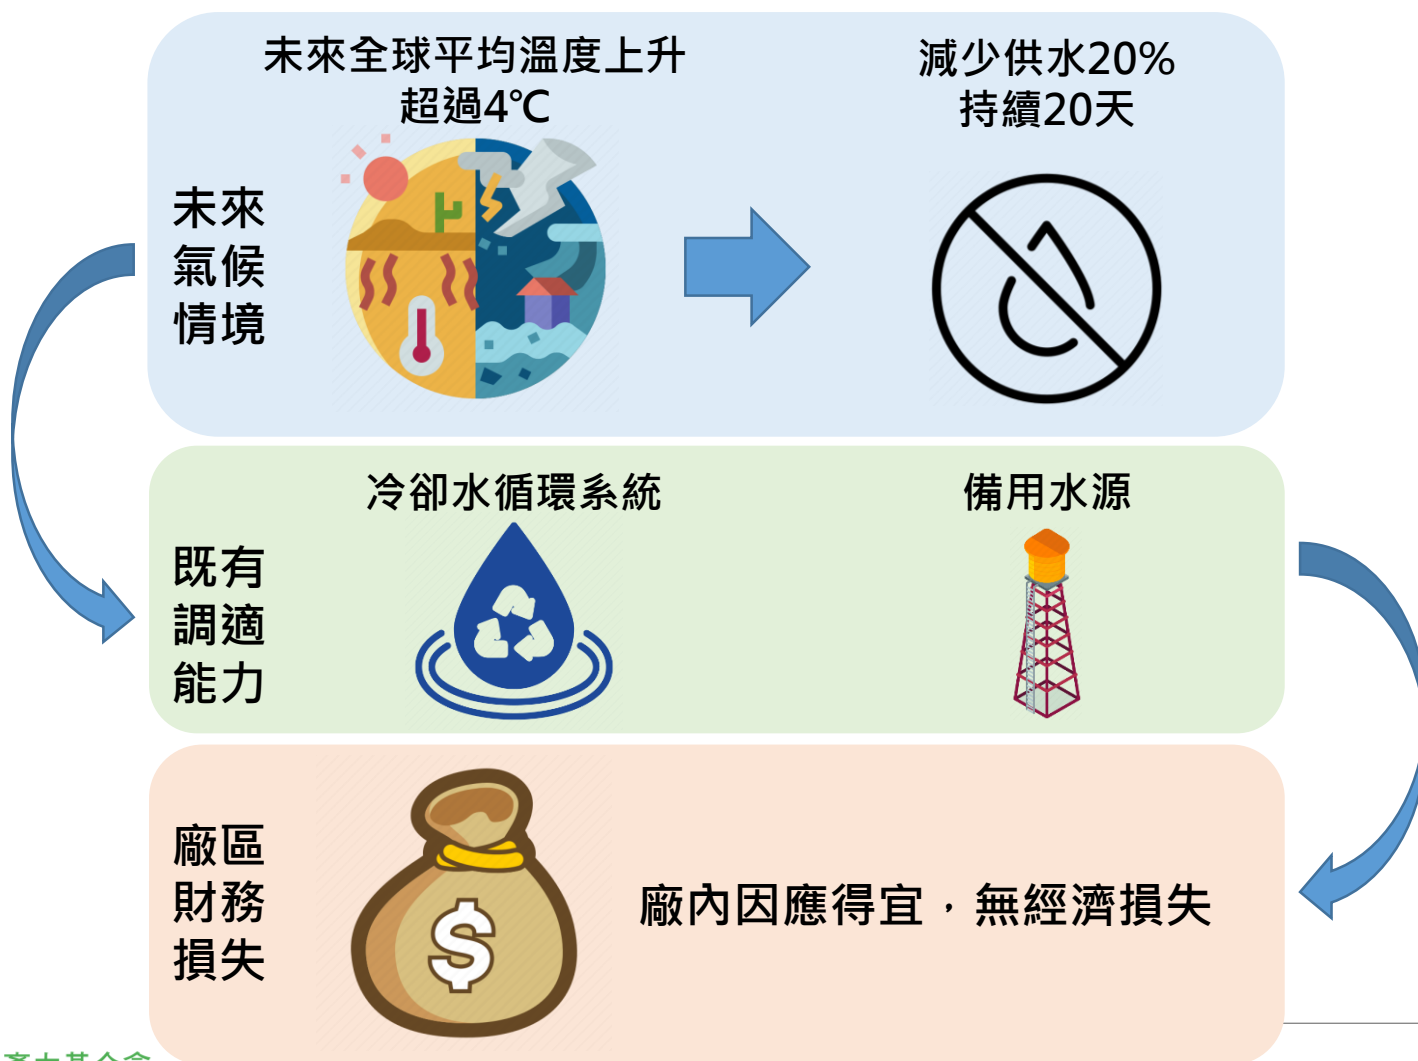 未來全球平均溫度上升
超過4℃
減少供水20%
持續20天
未來
氣候
情境
冷卻水循環系統
備用水源
既有
調適
能力
廠區
財務
損失
$
廠內因應得宜，無經濟損失